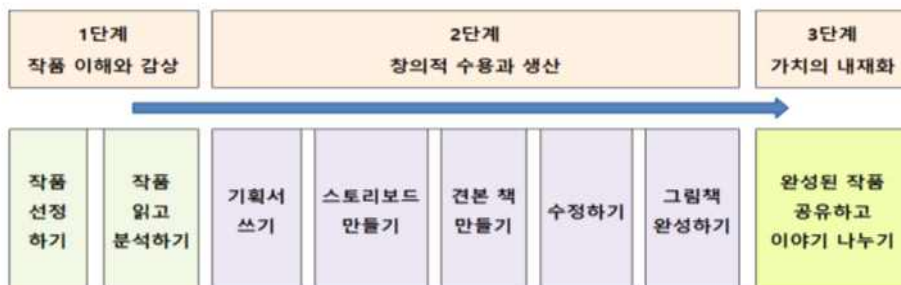 1단계
작품 이해와 감상
2단계
창의적 수용과 생산
3단계
가치의 내재화
작품
선정
하기
작품
읽고
분석하기
기획서
쓰기
스토리보드
만들기
견본 책
만들기
수정하기
그림책
완성하기
완성된 작품
공유하고
이야기 나누기